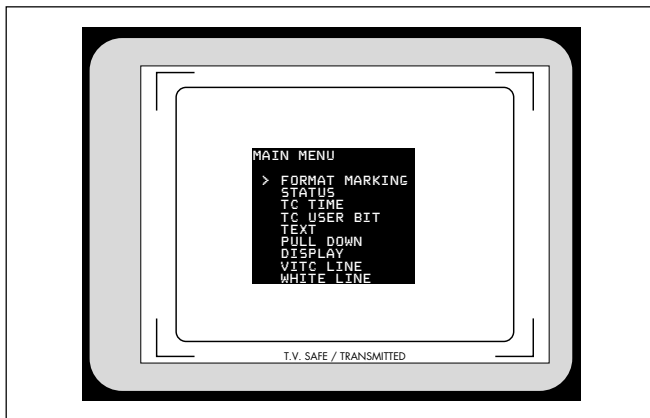 MAIN MENU
> FORMAT MARKING
STATUS
TC TIME
TC USER BIT
TEXT
PULL DOWN
DISPLAY
VITC LINE
WHITE LINE
T.V. SAFE / TRANSMITTED